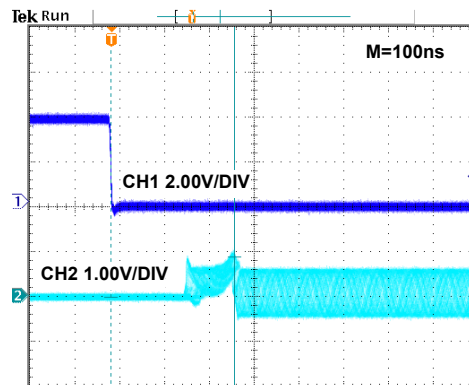 Tek Run
T
T
M=100ns
CH1 2.00V/DIV
1
CH2 1.00V/DIV
2